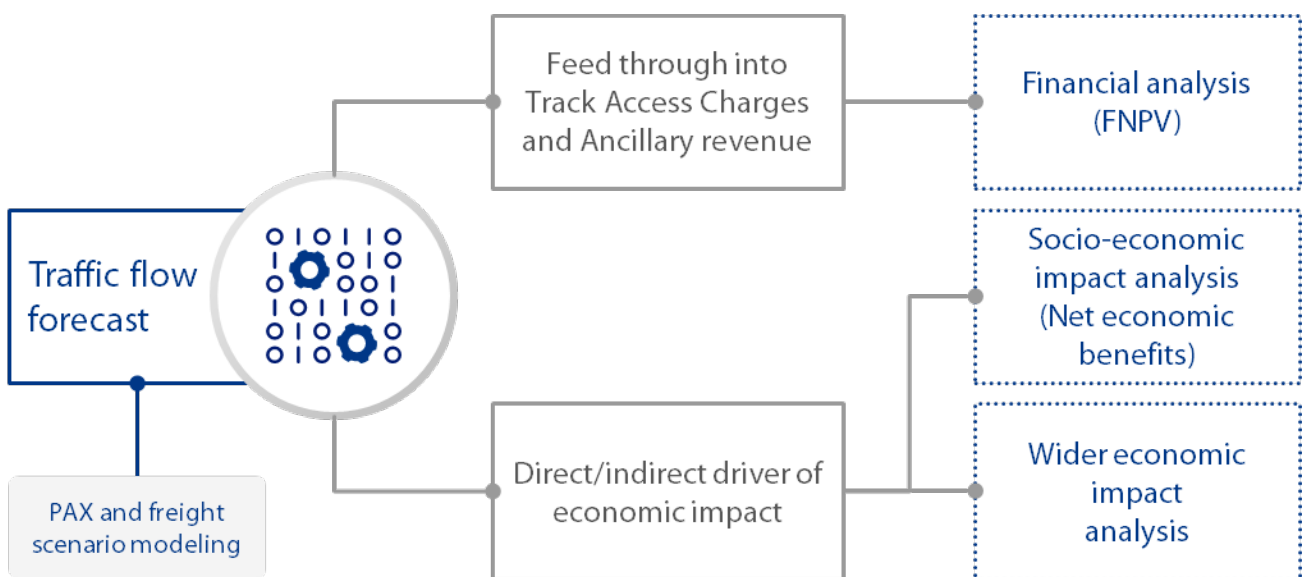 Feed through into
Track Access Charges
and Ancillary revenue
Financial analysis
(FNPV)
Traffic flow
forecast
Socio-economic
impact analysis
(Net economic
benefits)
PAX and freight
scenario modeling
Direct/indirect driver of
economic impact
Wider economic
impact
analysis